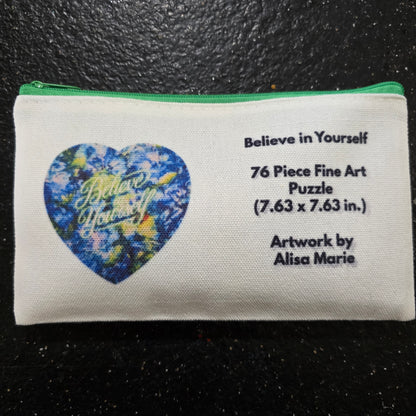 Believe
Yourself
Believe in Yourself
76 Piece Fine Art
Puzzle
(7.63 x 7.63 in.)
Artwork by
Alisa Marie